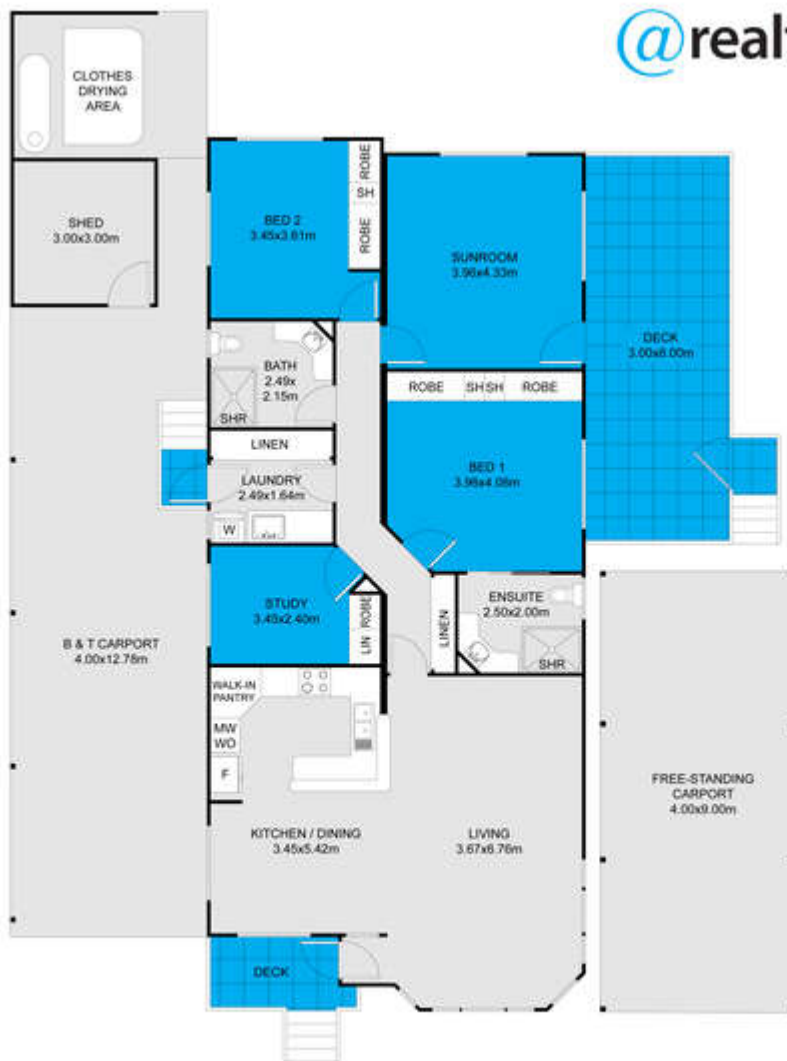 @realt
CLOTHES
DRYING
AREA
SHED
3.00x3.00m
BED 2
3.45x3.61m
ROBE
SH
ROBE
SUNROOM
3.96x4.33m
DECK
3.00x8.00m
BATH
2.49x
2.15m
SHR
ROBE SH SH ROBE
BED 1
3.96x4.06m
LINEN
LAUNDRY
2.49x1.64m
W
STUDY
3.45x2.40m
LIN ROBE
LINEN
ENSUITE
2.50x2.00m
SHR
B & T CARPORT
4.00x12.78m
WALK-IN
PANTRY
MW
WO
F
KITCHEN / DINING
3.45x5.42m
LIVING
3.67x6.76m
FREE-STANDING
CARPORT
4.00x9.00m
DECK